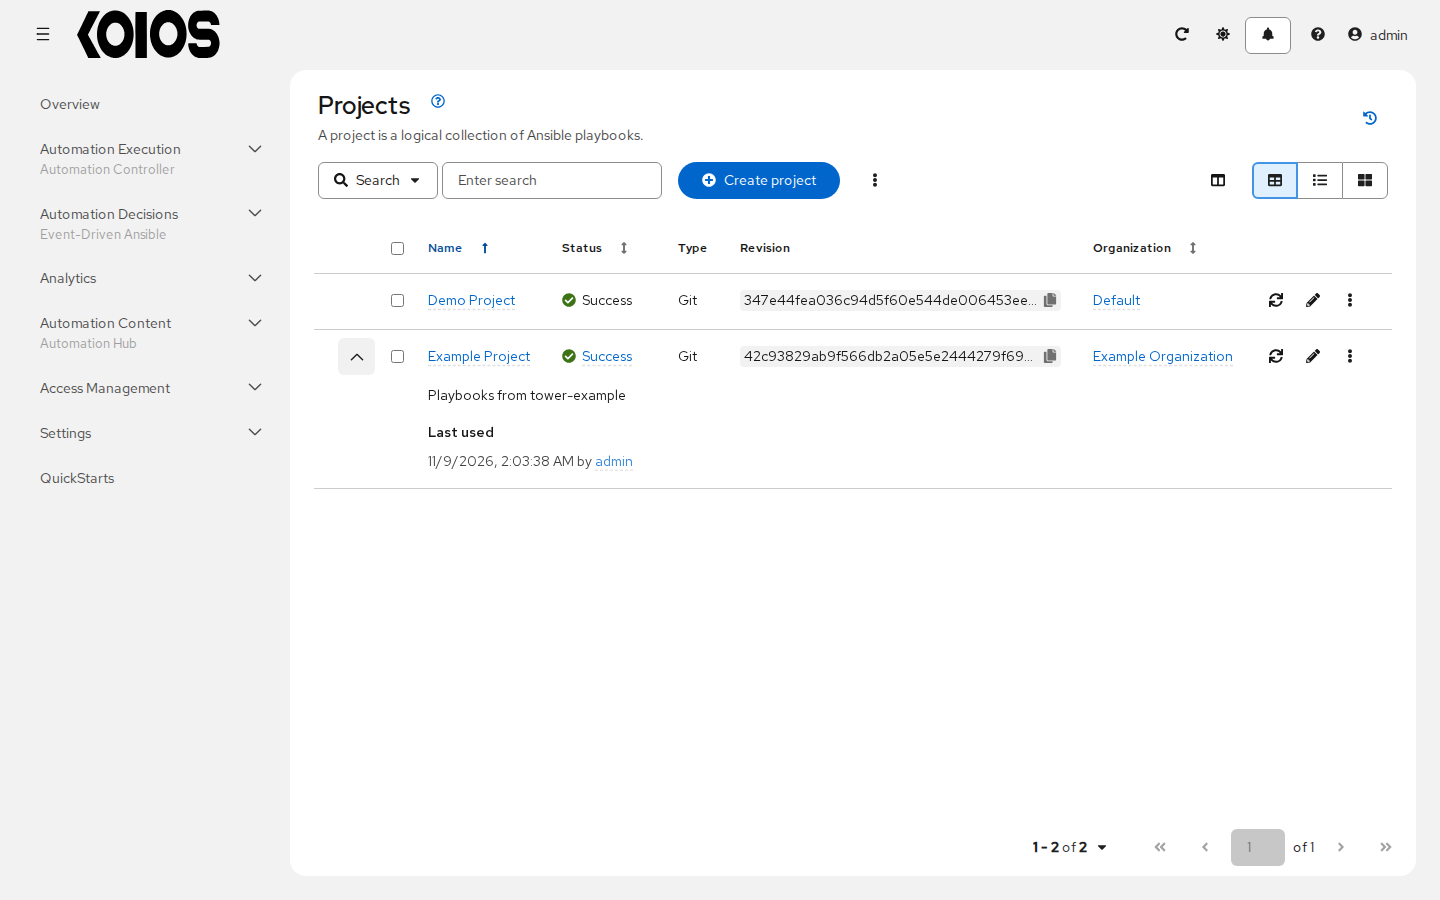 KOIOS
admin
Overview
Automation Execution
Automation Controller
Automation Decisions
Event-Driven Ansible
Analytics
Automation Content
Automation Hub
Access Management
Settings
QuickStarts
Projects
A project is a logical collection of Ansible playbooks.
Search
Enter search
Create project
Name Status Type Revision Organization
Demo Project Success Git 347e44fea036c94d5f60e544de006453ee... Default
Example Project Success Git 42c93829ab9f566db2a05e5e2444279f69... Example Organization
Playbooks from tower-example
Last used
11/9/2026, 2:03:38 AM by admin
1 - 2 of 2
1 of 1